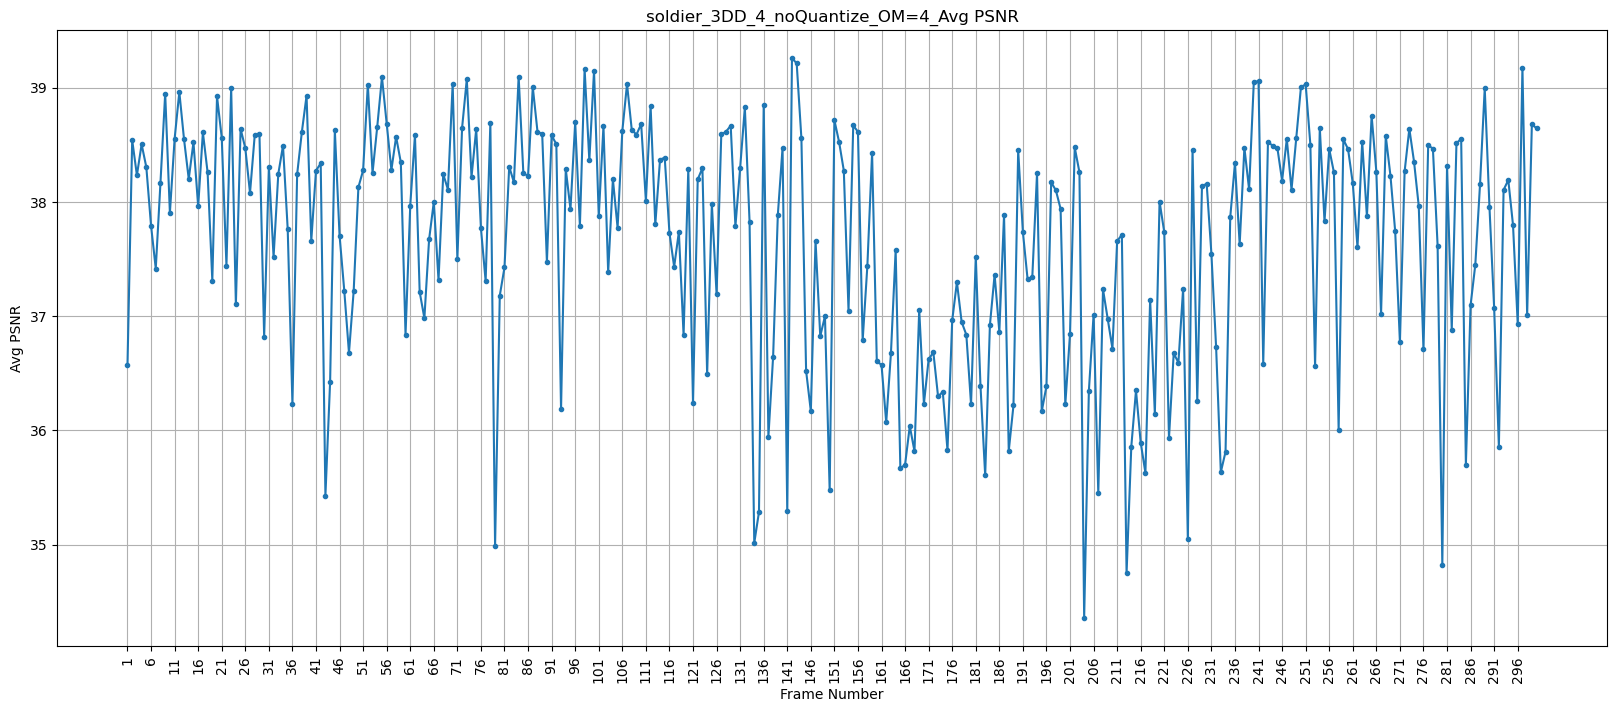 soldier_3DD_4_noQuantize_OM=4_Avg PSNR
39
38
37
36
35
Avg PSNR
1 6 11 16 21 26 31 36 41 46 51 56 61 66 71 76 81 86 91 96 101 106 111 116 121 126 131 136 141 146 151 156 161 166 171 176 181 186 191 196 201 206 211 216 221 226 231 236 241 246 251 256 261 266 271 276 281 286 291 296
Frame Number